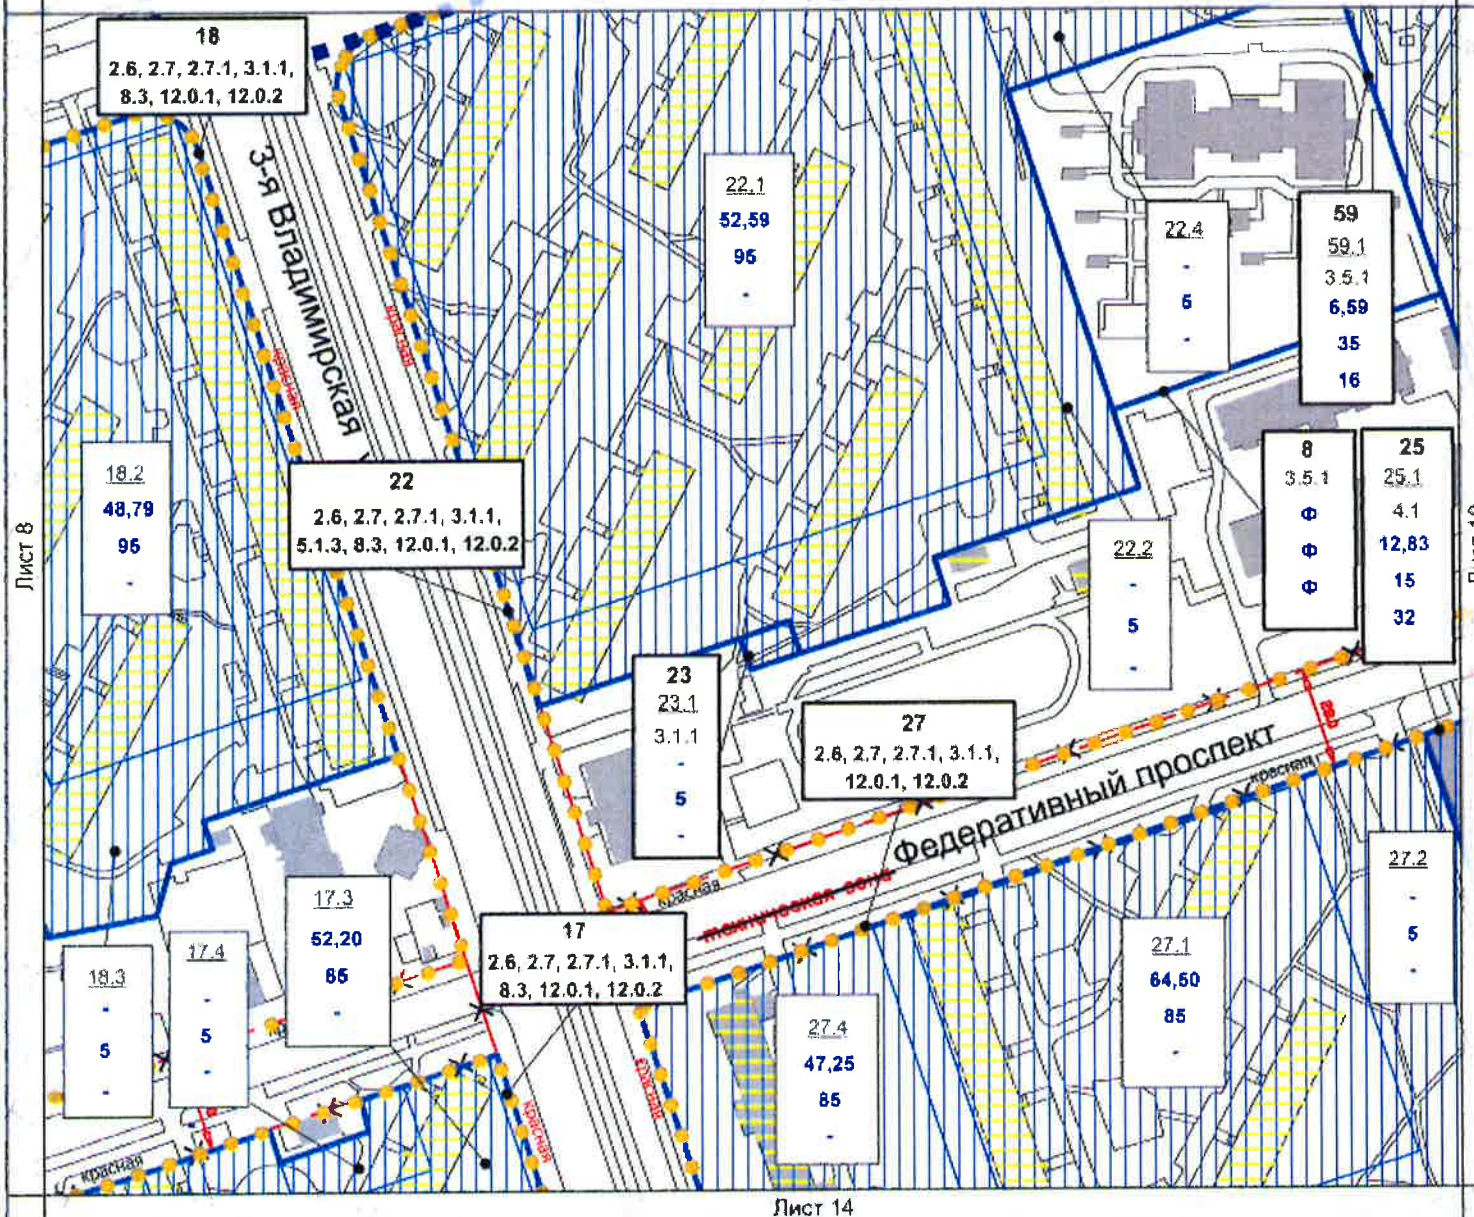 18
2.6, 2.7, 2.7.1, 3.1.1,
8.3, 12.0.1, 12.0.2
3-я Владимирская
красная
красная
22.1
52,59
95
-
22.4
-
5
-
59
59.1
3.5.1
6,59
35
16
18.2
48,79
95
-
22
2.6, 2.7, 2.7.1, 3.1.1,
5.1.3, 8.3, 12.0.1, 12.0.2
8
3.5.1
Ф
Ф
Ф
25
25.1
4.1
12,83
15
32
Лист 8
22.2
-
5
-
23
23.1
3.1.1
-
5
-
27
2.6, 2.7, 2.7.1, 3.1.1,
12.0.1, 12.0.2
Федеративный проспект
красная
красная
техническая зона
27.2
-
5
-
17.3
52,20
85
-
17
2.6, 2.7, 2.7.1, 3.1.1,
8.3, 12.0.1, 12.0.2
18.3
-
5
-
17.4
-
5
-
27.1
64,50
85
-
27.4
47,25
85
-
красная
красная
красная
Лист 14